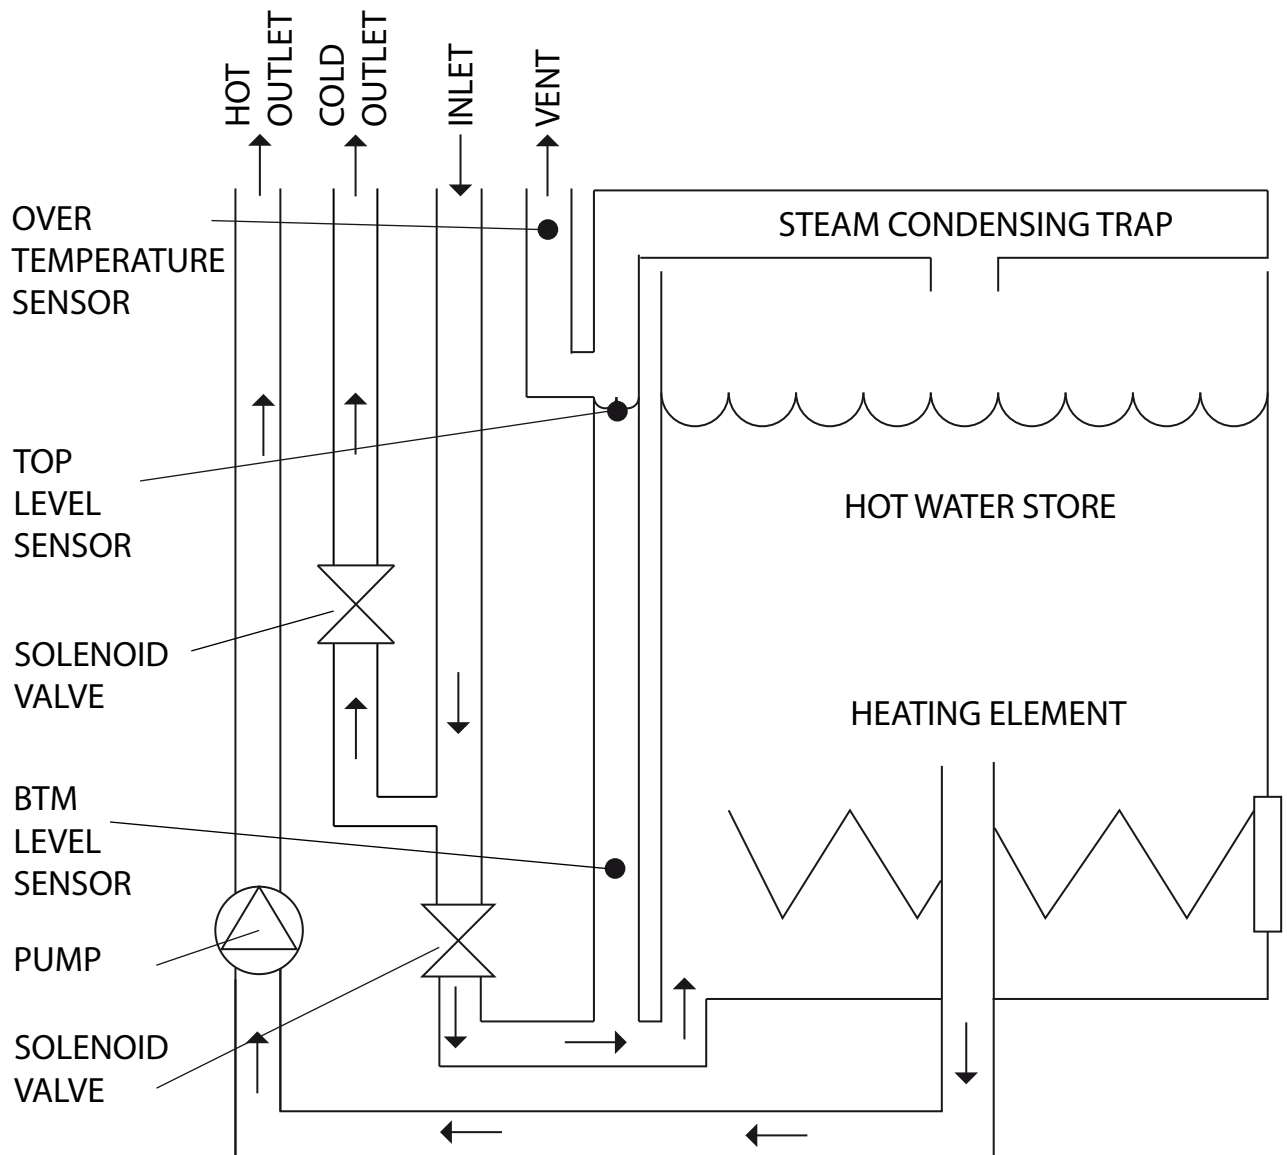 HOT
OUTLET
COLD
OUTLET
INLET
VENT
OVER
TEMPERATURE
SENSOR
STEAM CONDENSING TRAP
TOP
LEVEL
SENSOR
HOT WATER STORE
SOLENOID
VALVE
HEATING ELEMENT
BTM
LEVEL
SENSOR
PUMP
SOLENOID
VALVE